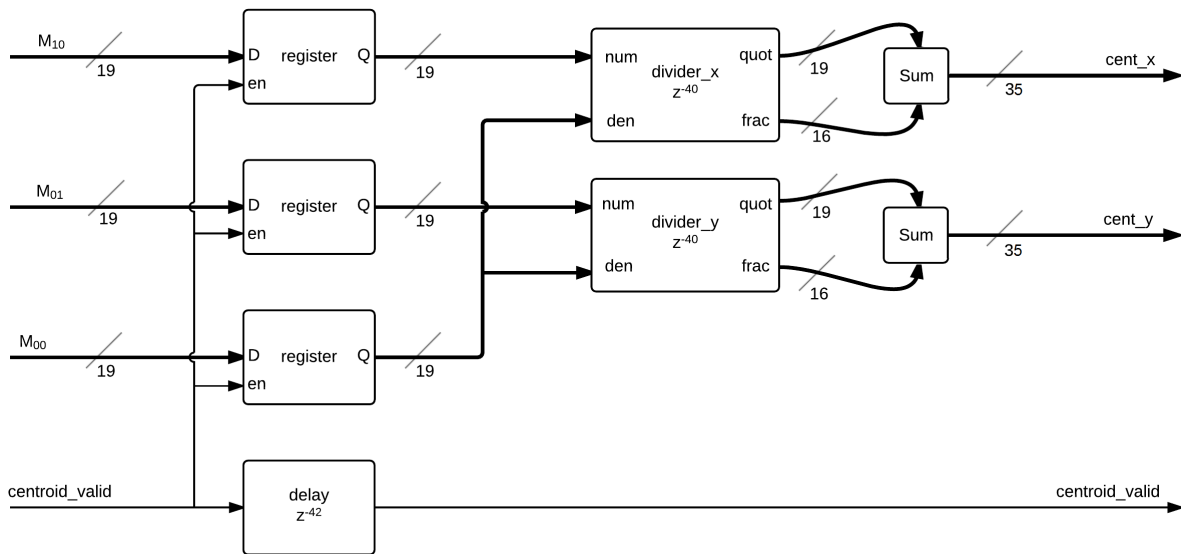 M₁₀
19
D register Q
en
19
num divider_x quot
z⁻⁴⁰
den frac
19
16
Sum
35
cent_x
M₀₁
19
D register Q
en
19
num divider_y quot
z⁻⁴⁰
den frac
19
16
Sum
35
cent_y
M₀₀
19
D register Q
en
19
centroid_valid
delay
z⁻⁴²
centroid_valid